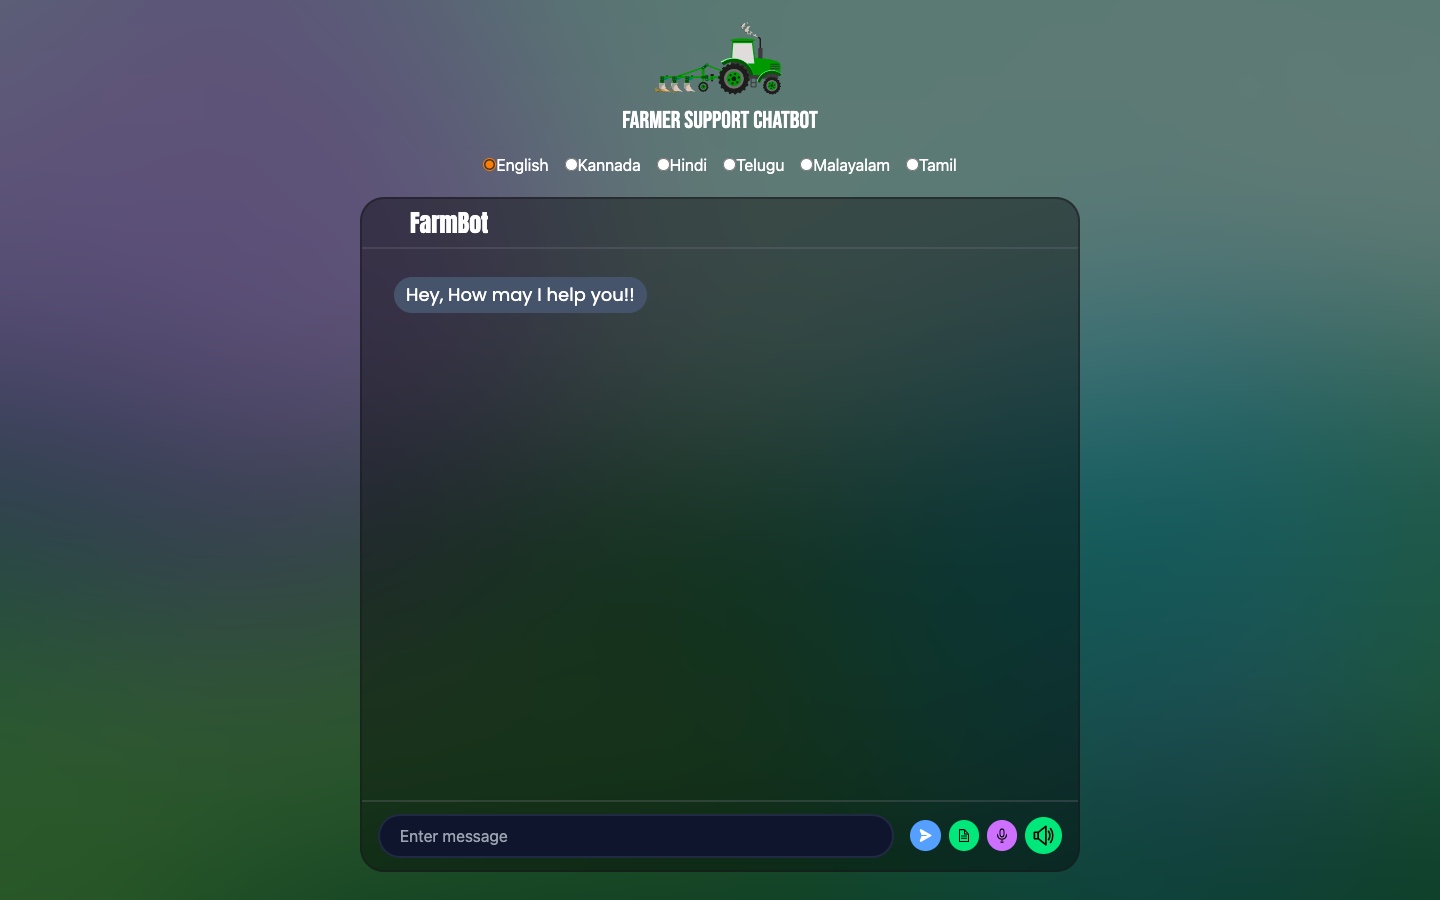 FARMER SUPPORT CHATBOT
English Kannada Hindi Telugu Malayalam Tamil
FarmBot
Hey, How may I help you!!
Enter message